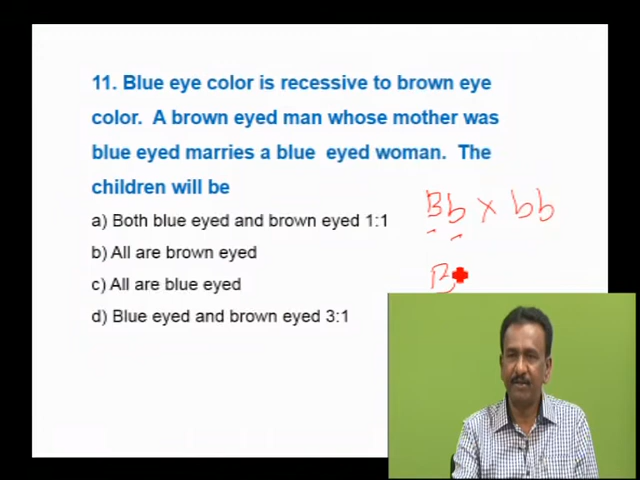 11. Blue eye color is recessive to brown eye
color. A brown eyed man whose mother was
blue eyed marries a blue eyed woman. The
children will be
a) Both blue eyed and brown eyed 1:1
b) All are brown eyed
c) All are blue eyed
d) Blue eyed and brown eyed 3:1
Bb x bb
B